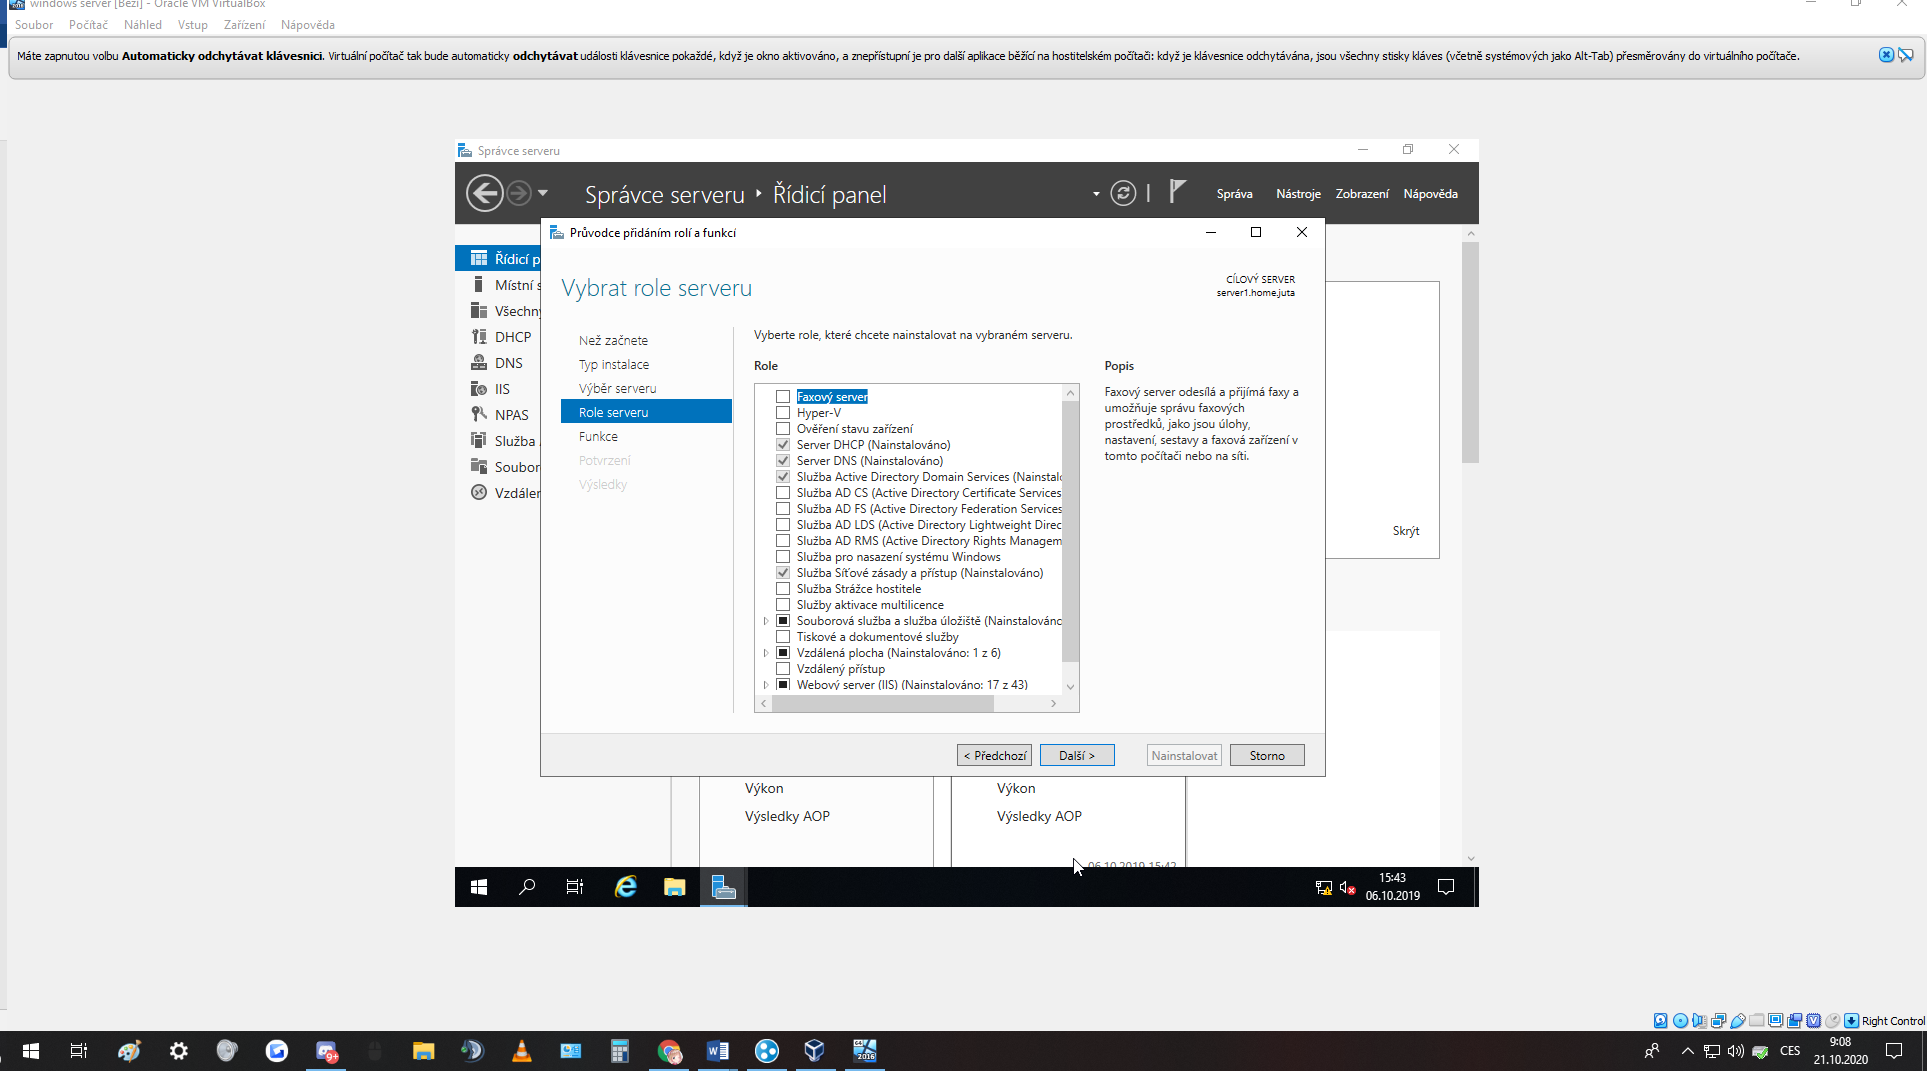 windows server [Běží] - Oracle VM VirtualBox
Soubor Počítač Náhled Vstup Zařízení Nápověda
Máte zapnutou volbu Automaticky odchytávat klávesnici. Virtuální počítač tak bude automaticky odchytávat události klávesnice pokaždé, když je okno aktivováno, a znepřístupní je pro další aplikace běžící na hostitelském počítači: když je klávesnice odchytávána, jsou všechny stisky kláves (včetně systémových jako Alt-Tab) přesměrovány do virtuálního počítače.
Správce serveru
Správce serveru ‣ Řídicí panel
Správa Nástroje Zobrazení Nápověda
Řídicí p
Místní s
Všechny
DHCP
DNS
IIS
NPAS
Služba
Soubor
Vzdáler
Průvodce přidáním rolí a funkcí
Vybrat role serveru
CÍLOVÝ SERVER
server1.home.juta
Než začnete
Typ instalace
Výběr serveru
Role serveru
Funkce
Potvrzení
Výsledky
Vyberte role, které chcete nainstalovat na vybraném serveru.
Role
Faxový server
Hyper-V
Ověření stavu zařízení
Server DHCP (Nainstalováno)
Server DNS (Nainstalováno)
Služba Active Directory Domain Services (Nainstalo
Služba AD CS (Active Directory Certificate Services
Služba AD FS (Active Directory Federation Services
Služba AD LDS (Active Directory Lightweight Direc
Služba AD RMS (Active Directory Rights Managem
Služba pro nasazení systému Windows
Služba Síťové zásady a přístup (Nainstalováno)
Služba Strážce hostitele
Služby aktivace multilicence
Souborová služba a služba úložiště (Nainstalováno
Tiskové a dokumentové služby
Vzdálená plocha (Nainstalováno: 1 z 6)
Vzdálený přístup
Webový server (IIS) (Nainstalováno: 17 z 43)
Popis
Faxový server odesílá a přijímá faxy a
umožňuje správu faxových
prostředků, jako jsou úlohy,
nastavení, sestavy a faxová zařízení v
tomto počítači nebo na síti.
Skrýt
< Předchozí Další > Nainstalovat Storno
Výkon
Výsledky AOP
Výkon
Výsledky AOP
06.10.2019 15:42
15:43
06.10.2019
Right Control
9+
64
2016
CES
9:08
21.10.2020